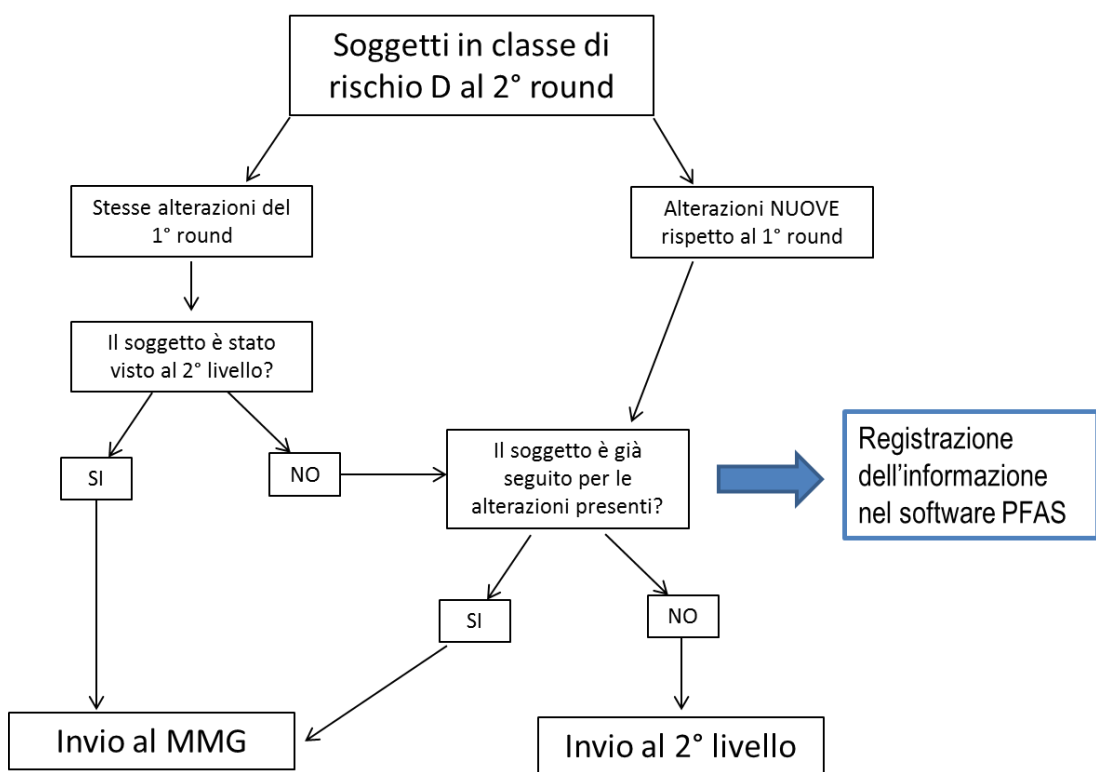 Soggetti in classe di
rischio D al 2° round
Stesse alterazioni del
1° round
Alterazioni NUOVE
rispetto al 1° round
Il soggetto è stato
visto al 2° livello?
SI
NO
Il soggetto è già
seguito per le
alterazioni presenti?
Registrazione
dell’informazione
nel software PFAS
SI
NO
Invio al MMG
Invio al 2° livello